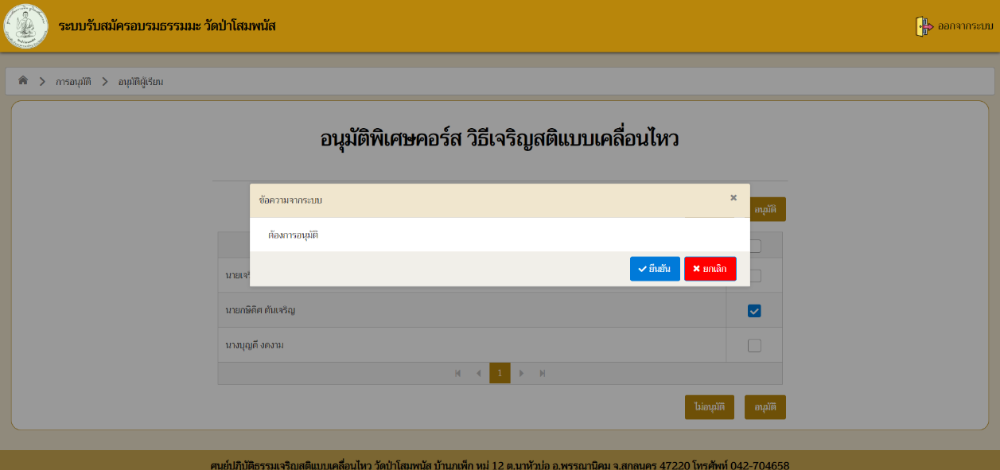 ระบบรับสมัครอบรมธรรมมะ วัดป่าโสมพนัส
ออกจากระบบ
การอนุมัติ
อนุมัติผู้เรียน
อนุมัติพิเศษคอร์ส วิธีเจริญสติแบบเคลื่อนไหว
ข้อความจากระบบ
อนุมัติ
ต้องการอนุมัติ
ยืนยัน
ยกเลิก
นายกษิดิศ ตันเจริญ
นางบุญดี งดงาม
1
ไม่อนุมัติ
อนุมัติ
ศูนย์ปฏิบัติธรรมเจริญสติแบบเคลื่อนไหว วัดป่าโสมพนัส บ้านภูเพ็ก หมู่ 12 ต.นาหัวบ่อ อ.พรรณานิคม จ.สกลนคร 47220 โทรศัพท์ 042-704658